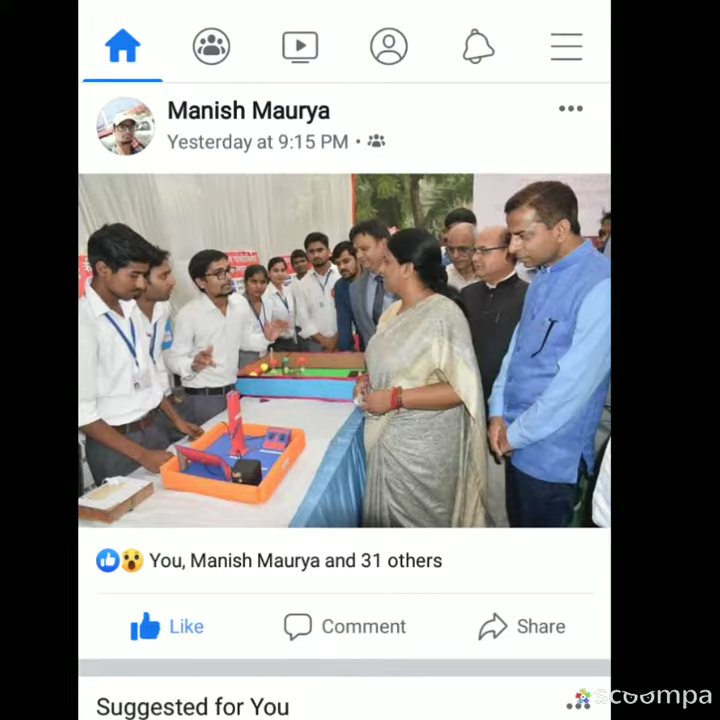 Manish Maurya
Yesterday at 9:15 PM •
You, Manish Maurya and 31 others
Like
Comment
Share
Suggested for You
scoompa